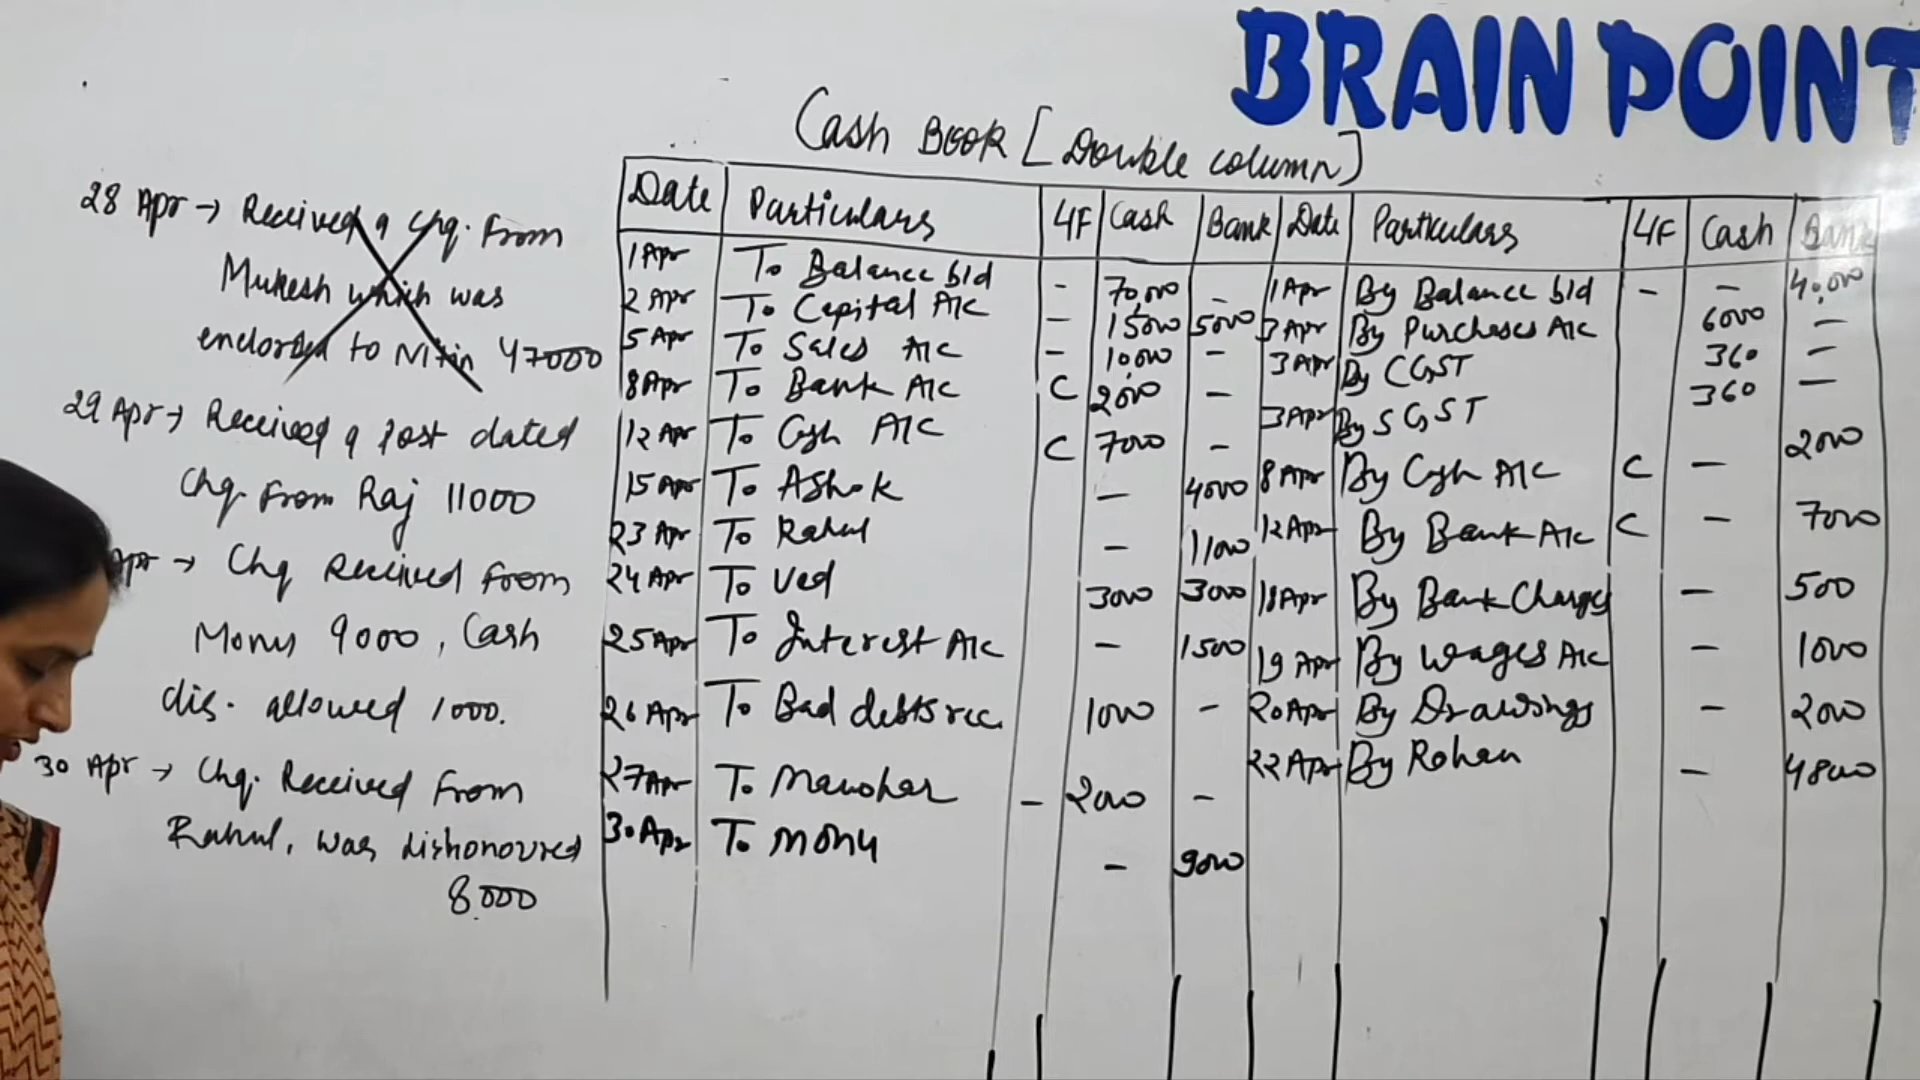 BRAIN POINT
Cash BOOK [Double column]
28 Apr → Received a chq. From
Mukesh which was
endorsed to Nitin 47000
29 Apr → Received a post dated
Chq. From Raj 11000
Apr → Chq Received From
Monu 9000, Cash
dis. allowed 1000.
30 Apr → Chq. Received From
Rahul, was dishonoured
8000
Date Particulars LF Cash Bank Date Particulars LF Cash Bank
1 Apr To Balance b/d - 70,000 - 1 Apr By Balance b/d - - 40,000
2 Apr To Capital A/c - 15000 5000 3 Apr By Purchases A/c 6000 -
5 Apr To Sales A/c - 10,000 - 3 Apr By CGST 360 -
8 Apr To Bank A/c C 2000 - 3 Apr By SGST 360 -
12 Apr To Cash A/c C 7000 - 8 Apr By Cash A/c C - 2000
15 Apr To Ashok - 4000 12 Apr By Bank A/c C - 7000
23 Apr To Rahul - 1100 18 Apr By Bank Charges - 500
24 Apr To Ved 3000 3000 19 Apr By Wages A/c - 1000
25 Apr To Interest A/c - 1500 20 Apr By Drawings - 2000
26 Apr To Bad debts rec. 1000 - 22 Apr By Rohan - 4800
27 Apr To Manohar - 2000 -
30 Apr To Monu - 9000